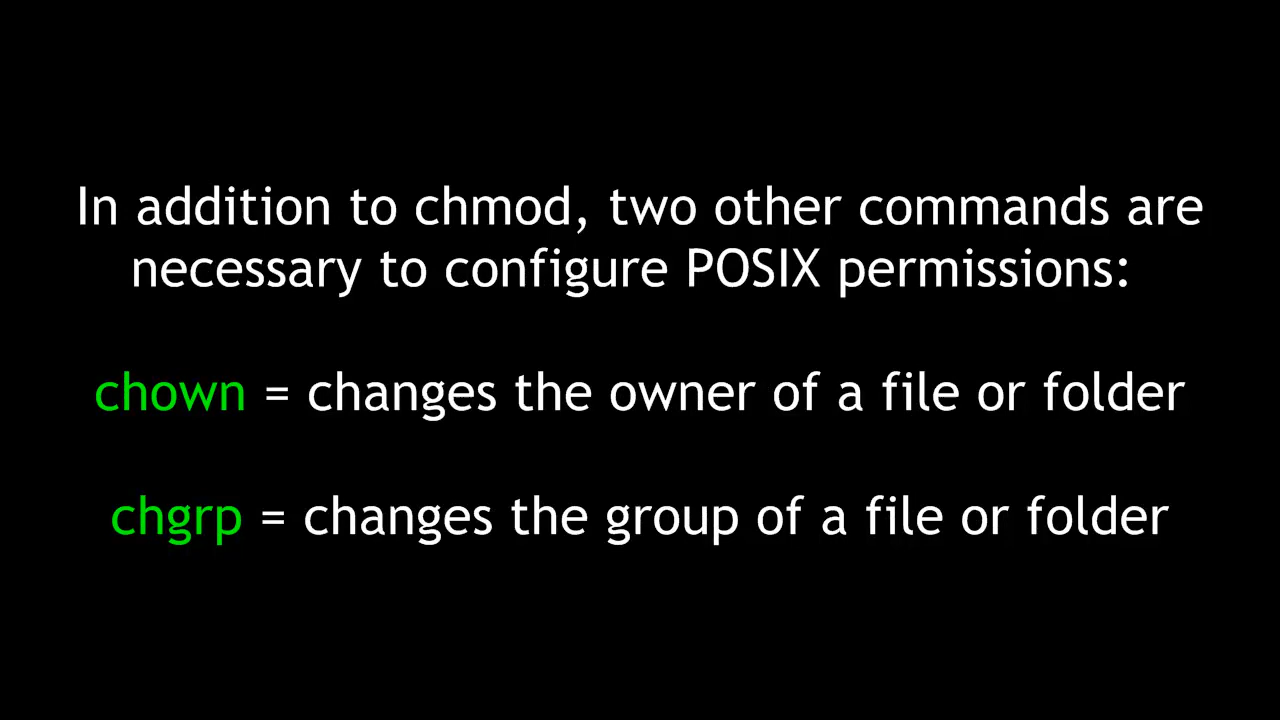 In addition to chmod, two other commands are
necessary to configure POSIX permissions:
chown = changes the owner of a file or folder
chgrp = changes the group of a file or folder